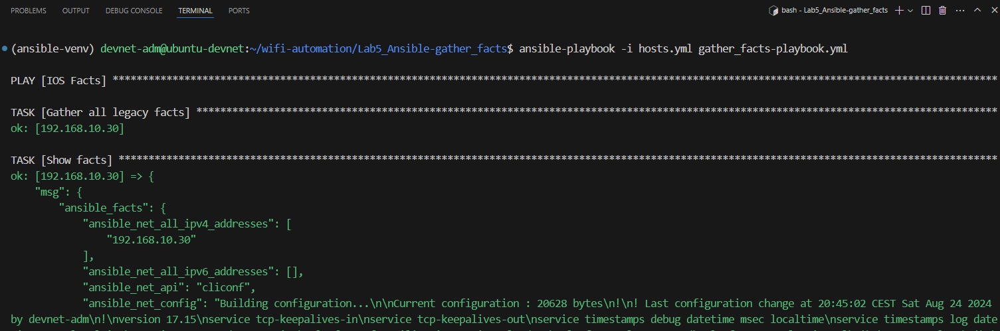 PROBLEMS OUTPUT DEBUG CONSOLE TERMINAL PORTS bash - Lab5_Ansible-gather_facts
(ansible-venv) devnet-adm@ubuntu-devnet:~/wifi-automation/Lab5_Ansible-gather_facts$ ansible-playbook -i hosts.yml gather_facts-playbook.yml
PLAY [IOS Facts] ****************************************************************************************************************************************************
TASK [Gather all legacy facts] **************************************************************************************************************************************
ok: [192.168.10.30]
TASK [Show facts] ***************************************************************************************************************************************************
ok: [192.168.10.30] => {
"msg": {
"ansible_facts": {
"ansible_net_all_ipv4_addresses": [
"192.168.10.30"
],
"ansible_net_all_ipv6_addresses": [],
"ansible_net_api": "cliconf",
"ansible_net_config": "Building configuration...\n\nCurrent configuration : 20628 bytes\n!\n! Last configuration change at 20:45:02 CEST Sat Aug 24 2024
by devnet-adm\n!\nversion 17.15\nservice tcp-keepalives-in\nservice tcp-keepalives-out\nservice timestamps debug datetime msec localtime\nservice timestamps log date